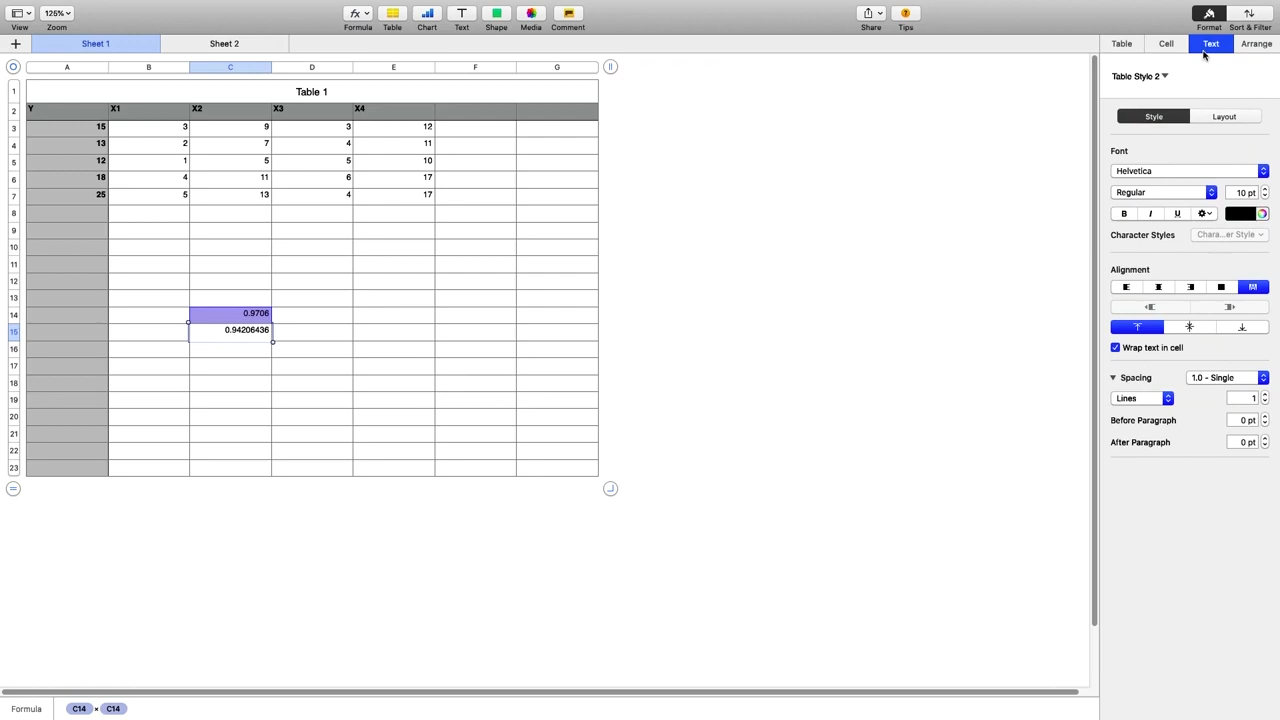 125%
View Zoom Formula Table Chart Text Shape Media Comment Share Tips Format Sort & Filter
Sheet 1 Sheet 2 Table Cell Text Arrange
A B C D E F G
1 Table 1
2 Y X1 X2 X3 X4
3 15 3 9 3 12
4 13 2 7 4 11
5 12 1 5 5 10
6 18 4 11 6 17
7 25 5 13 4 17
8
9
10
11
12
13
14 0.9706
15 0.94206436
16
17
18
19
20
21
22
23
Table Style 2
Style Layout
Font
Helvetica
Regular 10 pt
B I U
Character Styles Chara...er Style
Alignment
Wrap text in cell
Spacing 1.0 - Single
Lines 1
Before Paragraph 0 pt
After Paragraph 0 pt
Formula C14 × C14